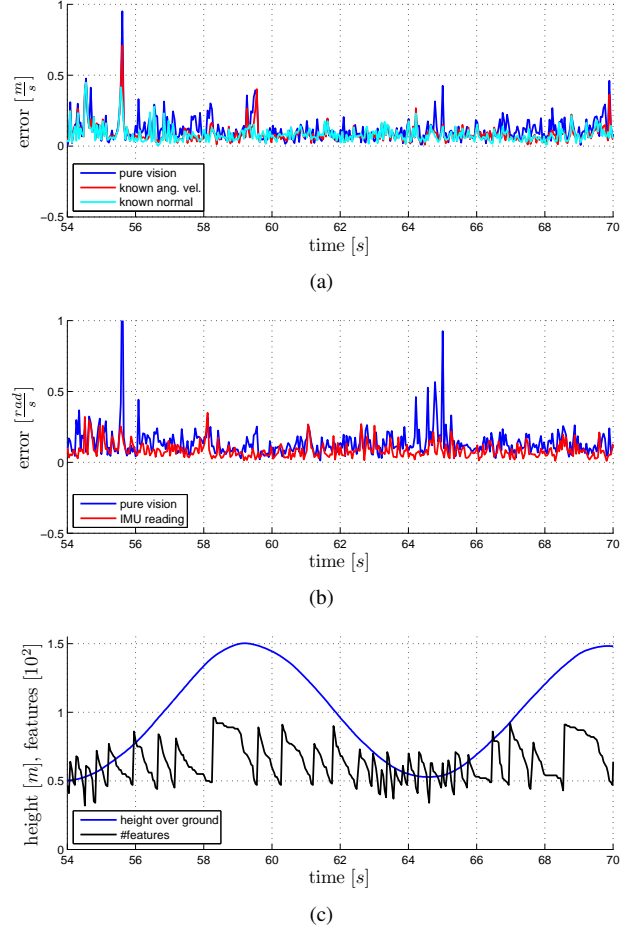 1
0.5
0
−0.5
error [m/s]
pure vision
known ang. vel.
known normal
54 56 58 60 62 64 66 68 70
time [s]
(a)
1
0.5
0
−0.5
error [rad/s]
pure vision
IMU reading
54 56 58 60 62 64 66 68 70
time [s]
(b)
1.5
1
0.5
0
height [m], features [10²]
height over ground
#features
54 56 58 60 62 64 66 68 70
time [s]
(c)